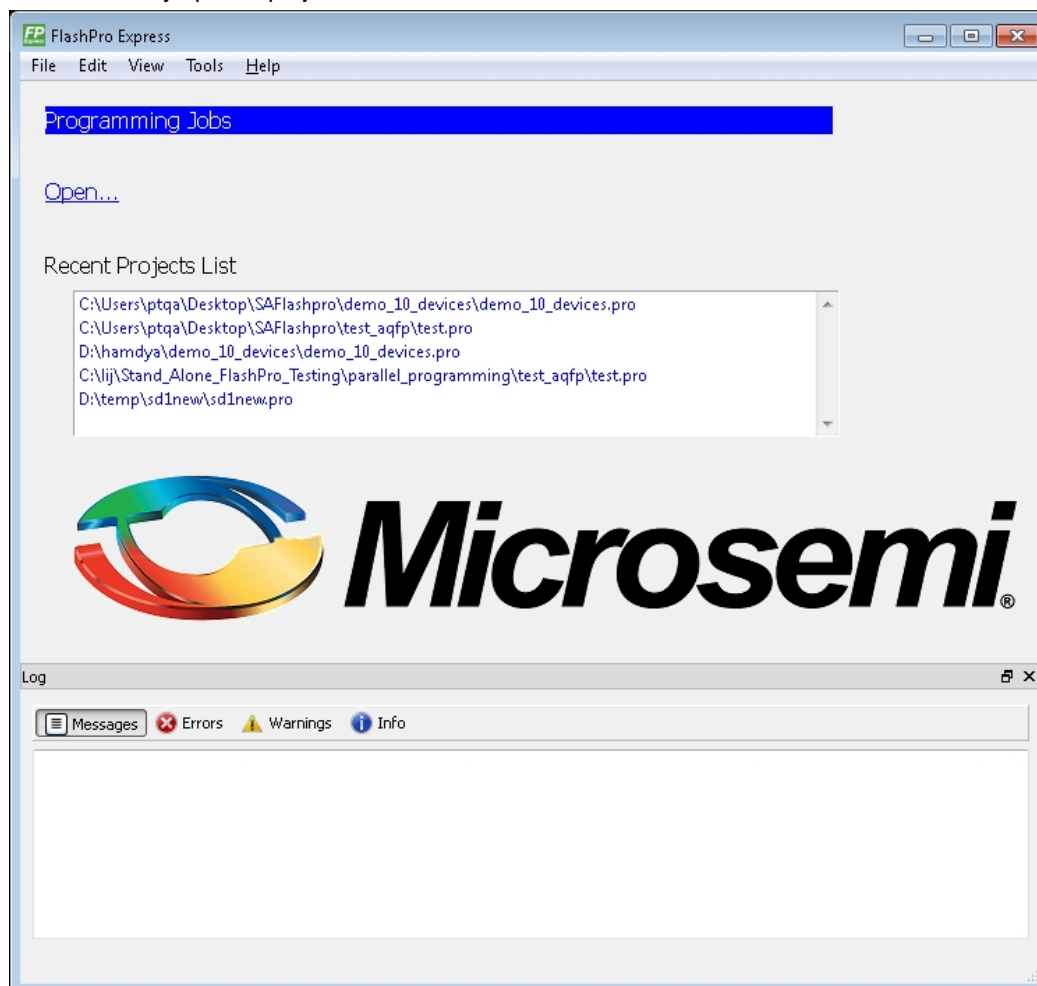 FP FlashPro Express
Express
File Edit View Tools Help
Programming Jobs
Open...
Recent Projects List
C:\Users\ptqa\Desktop\SAFlashpro\demo_10_devices\demo_10_devices.pro
C:\Users\ptqa\Desktop\SAFlashpro\test_aqfp\test.pro
D:\hamdya\demo_10_devices\demo_10_devices.pro
C:\lij\Stand_Alone_FlashPro_Testing\parallel_programming\test_aqfp\test.pro
D:\temp\sd1new\sd1new.pro
Microsemi®
Log
Messages Errors Warnings Info